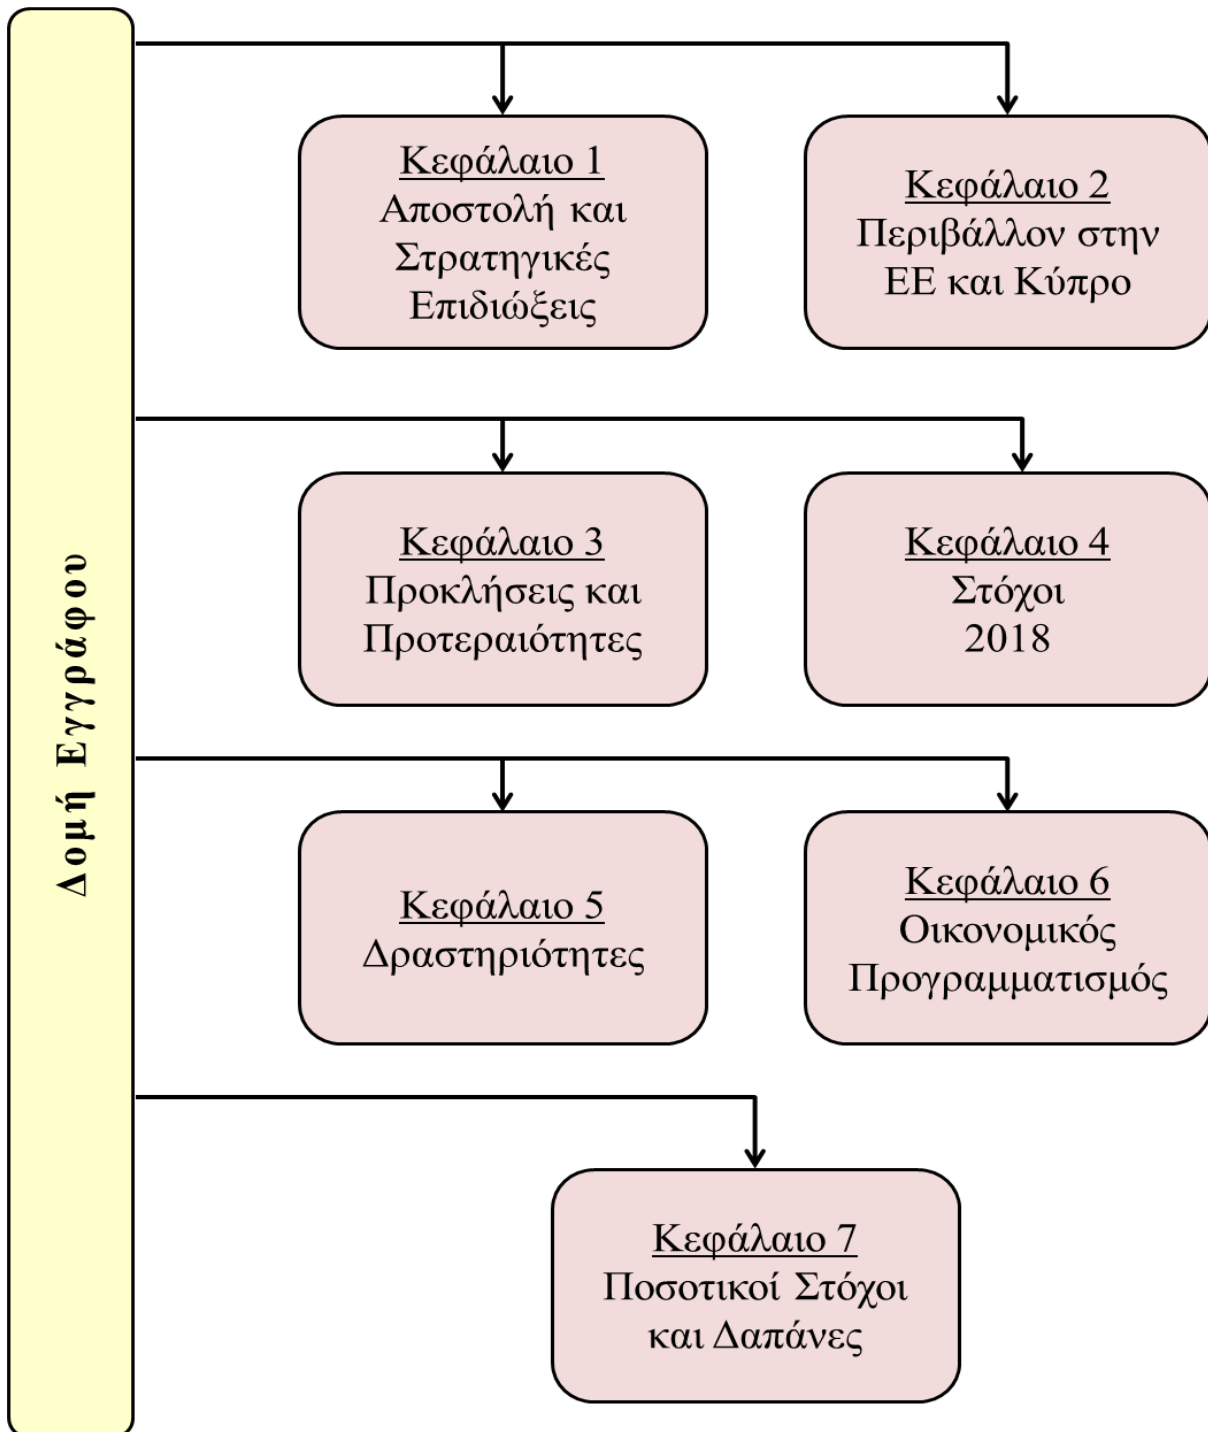 Δομή Εγγράφου
Κεφάλαιο 1
Αποστολή και
Στρατηγικές
Επιδιώξεις
Κεφάλαιο 2
Περιβάλλον στην
ΕΕ και Κύπρο
Κεφάλαιο 3
Προκλήσεις και
Προτεραιότητες
Κεφάλαιο 4
Στόχοι
2018
Κεφάλαιο 5
Δραστηριότητες
Κεφάλαιο 6
Οικονομικός
Προγραμματισμός
Κεφάλαιο 7
Ποσοτικοί Στόχοι
και Δαπάνες